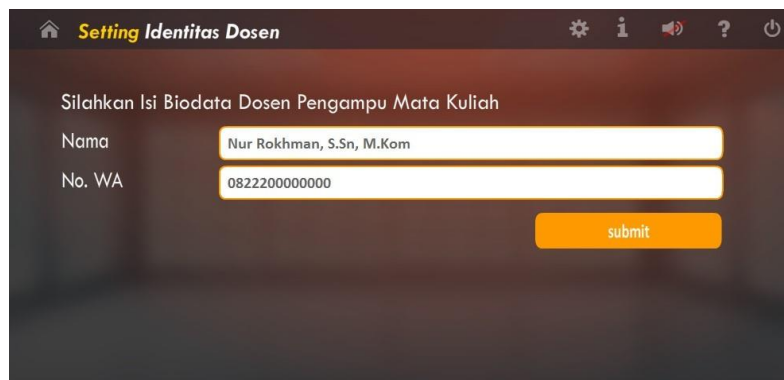 Setting Identitas Dosen
Silahkan Isi Biodata Dosen Pengampu Mata Kuliah
Nama
Nur Rokhman, S.Sn, M.Kom
No. WA
0822200000000
submit